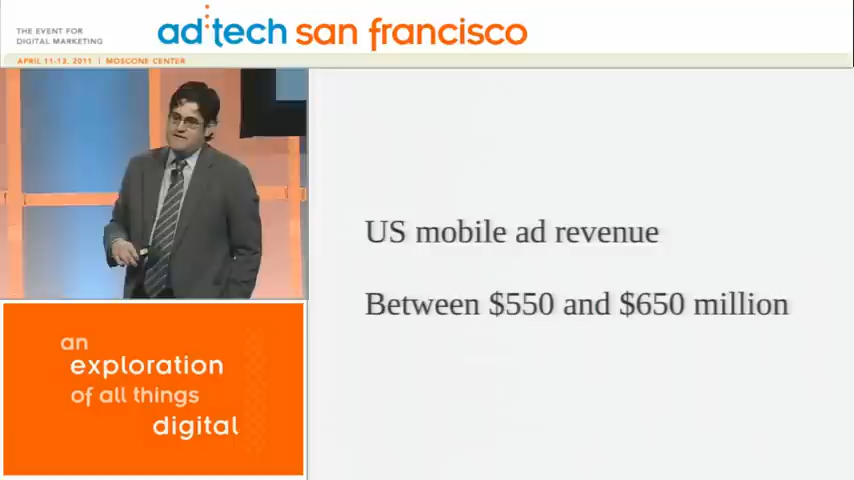 THE EVENT FOR
DIGITAL MARKETING
ad:tech san francisco
APRIL 11-13, 2011 | MOSCONE CENTER
US mobile ad revenue
Between $550 and $650 million
an
exploration
of all things
digital